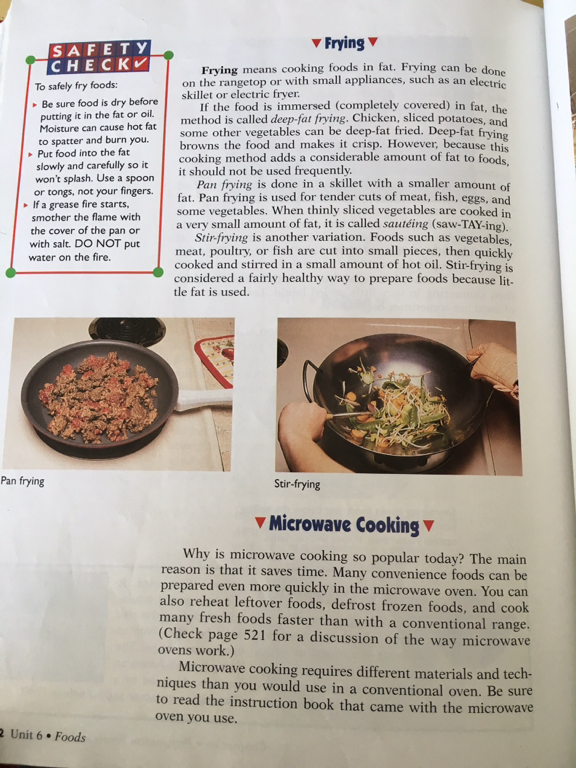 SAFETY
CHECK
To safely fry foods:
▸ Be sure food is dry before
putting it in the fat or oil.
Moisture can cause hot fat
to spatter and burn you.
▸ Put food into the fat
slowly and carefully so it
won't splash. Use a spoon
or tongs, not your fingers.
▸ If a grease fire starts,
smother the flame with
the cover of the pan or
with salt. DO NOT put
water on the fire.
▼ Frying ▼
Frying means cooking foods in fat. Frying can be done
on the rangetop or with small appliances, such as an electric
skillet or electric fryer.
If the food is immersed (completely covered) in fat, the
method is called deep-fat frying. Chicken, sliced potatoes, and
some other vegetables can be deep-fat fried. Deep-fat frying
browns the food and makes it crisp. However, because this
cooking method adds a considerable amount of fat to foods,
it should not be used frequently.
Pan frying is done in a skillet with a smaller amount of
fat. Pan frying is used for tender cuts of meat, fish, eggs, and
some vegetables. When thinly sliced vegetables are cooked in
a very small amount of fat, it is called sautéing (saw-TAY-ing).
Stir-frying is another variation. Foods such as vegetables,
meat, poultry, or fish are cut into small pieces, then quickly
cooked and stirred in a small amount of hot oil. Stir-frying is
considered a fairly healthy way to prepare foods because lit-
tle fat is used.
Pan frying
Stir-frying
▼ Microwave Cooking ▼
Why is microwave cooking so popular today? The main
reason is that it saves time. Many convenience foods can be
prepared even more quickly in the microwave oven. You can
also reheat leftover foods, defrost frozen foods, and cook
many fresh foods faster than with a conventional range.
(Check page 521 for a discussion of the way microwave
ovens work.)
Microwave cooking requires different materials and tech-
niques than you would use in a conventional oven. Be sure
to read the instruction book that came with the microwave
oven you use.
2 Unit 6 • Foods